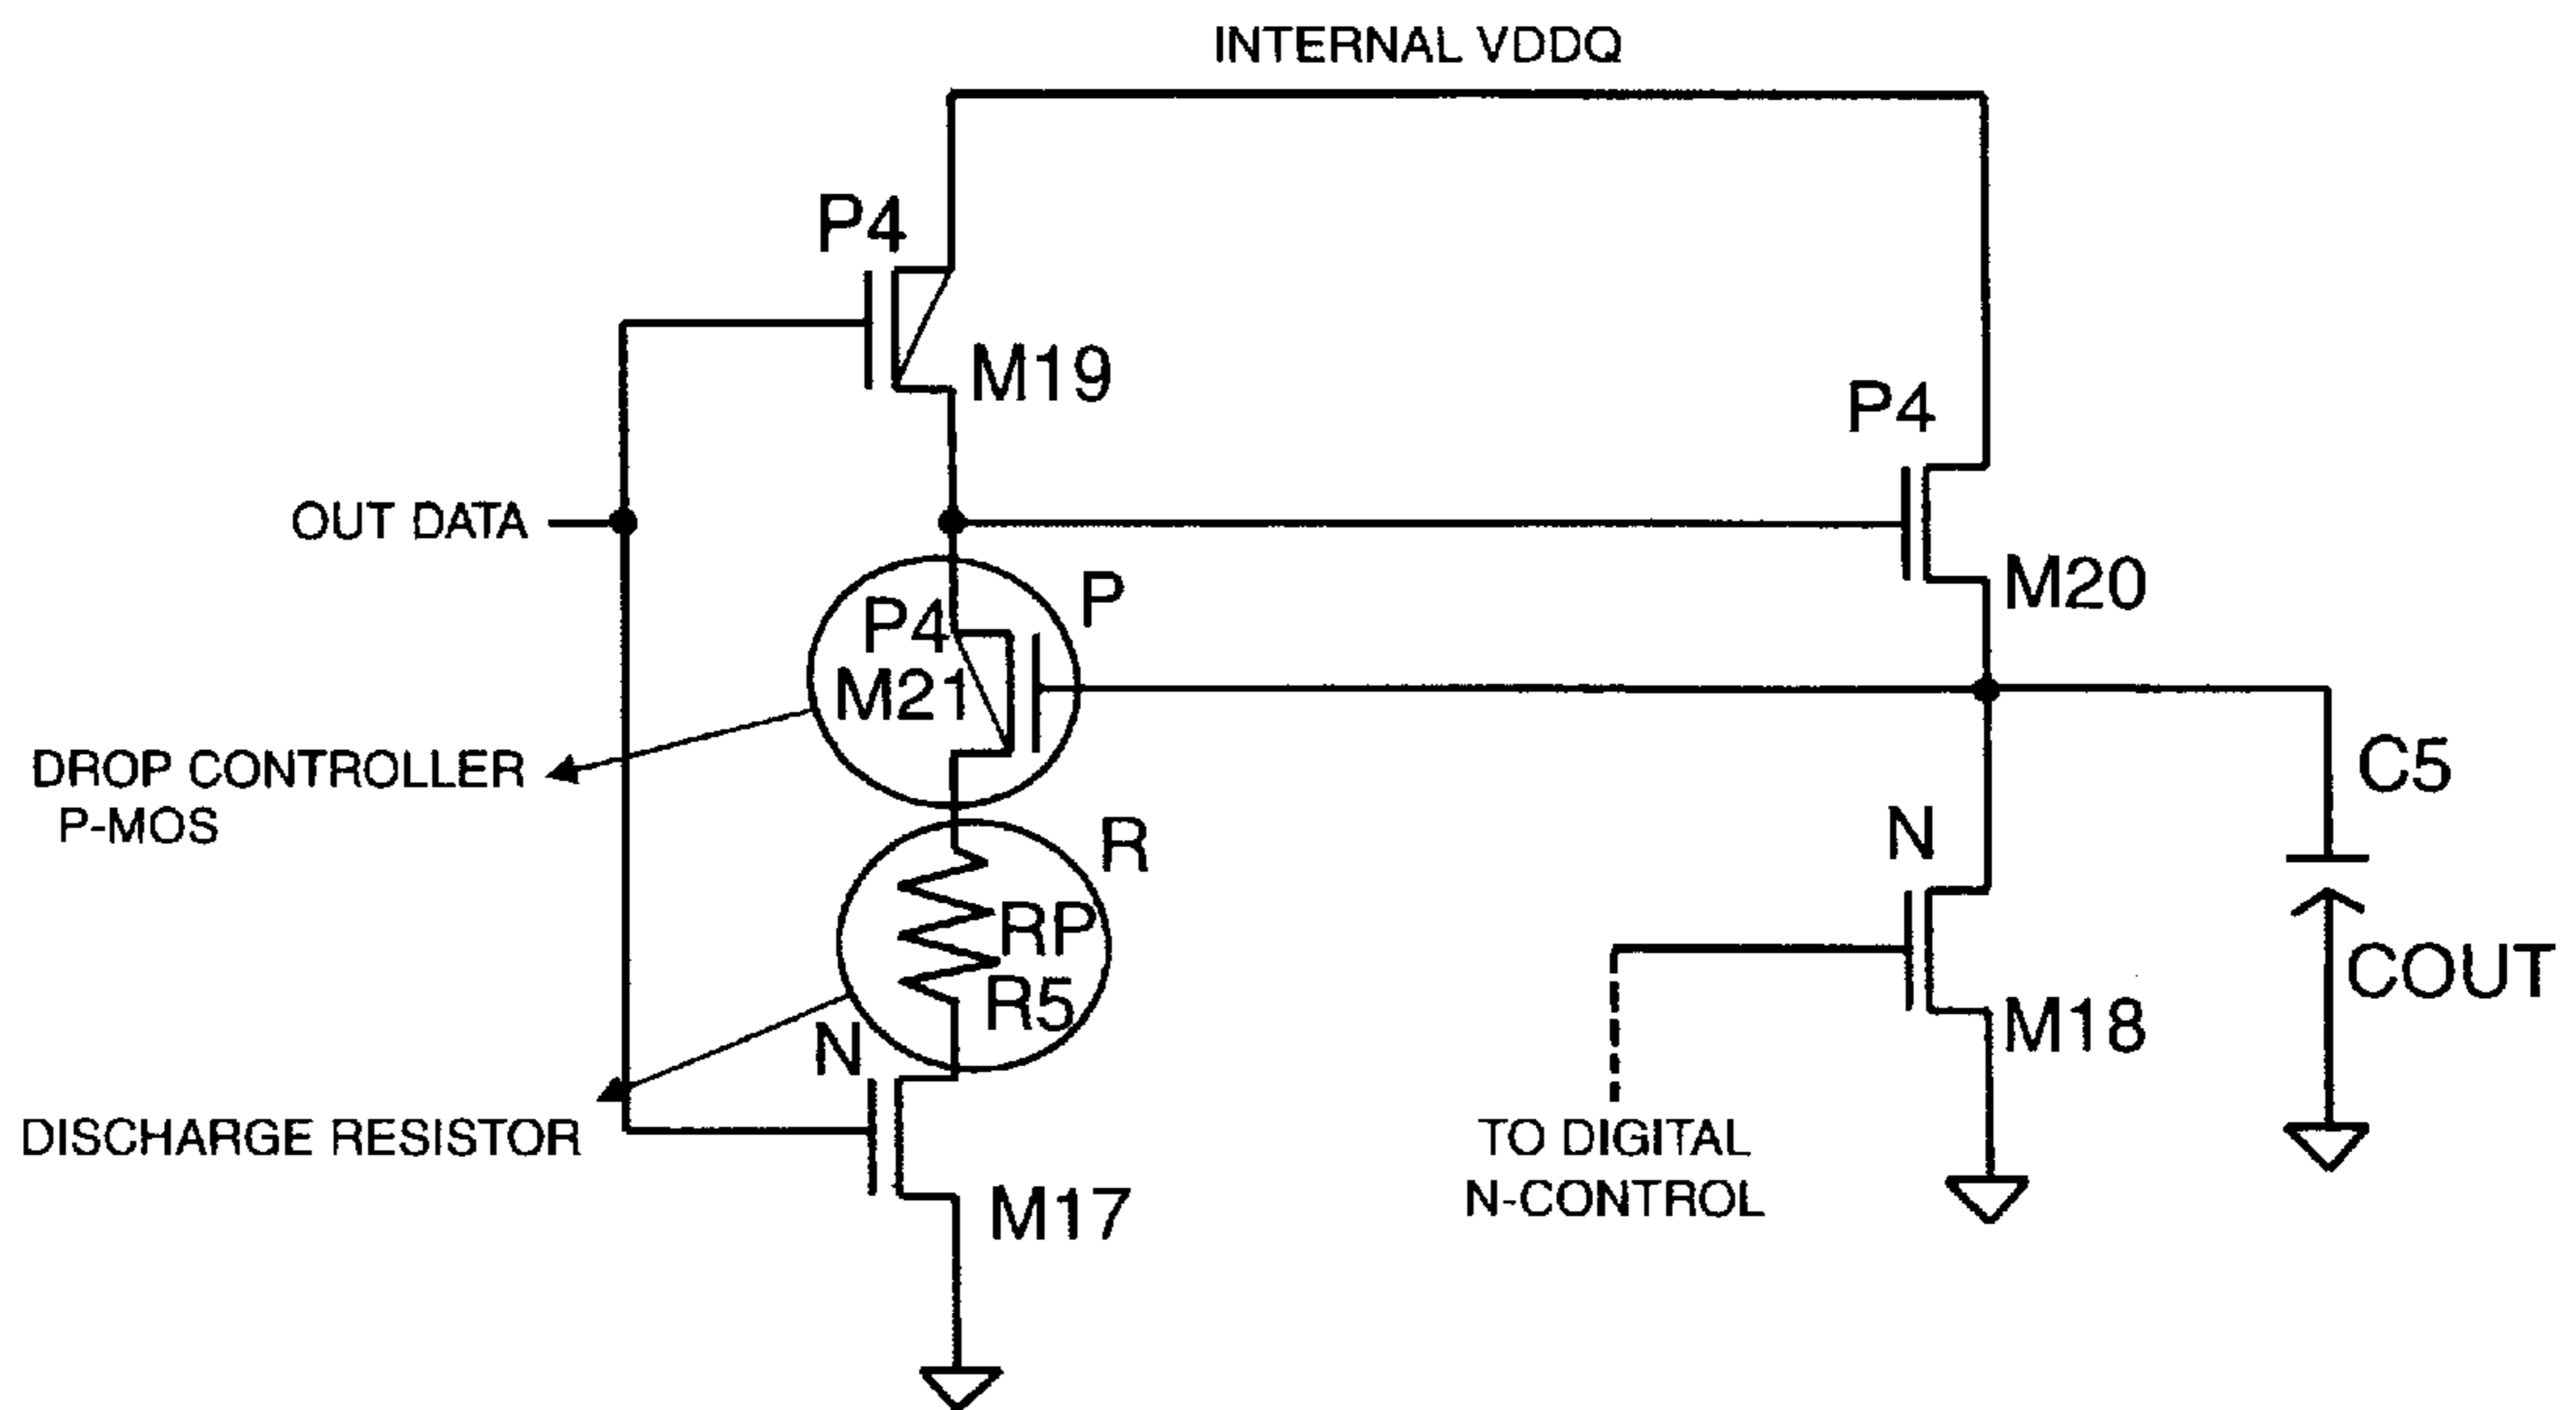 INTERNAL VDDQ
P4
M19
P4
M20
OUT DATA
P
P4
M21
DROP CONTROLLER
P-MOS
C5
COUT
R
RP
R5
N
M18
N
M17
DISCHARGE RESISTOR
TO DIGITAL
N-CONTROL